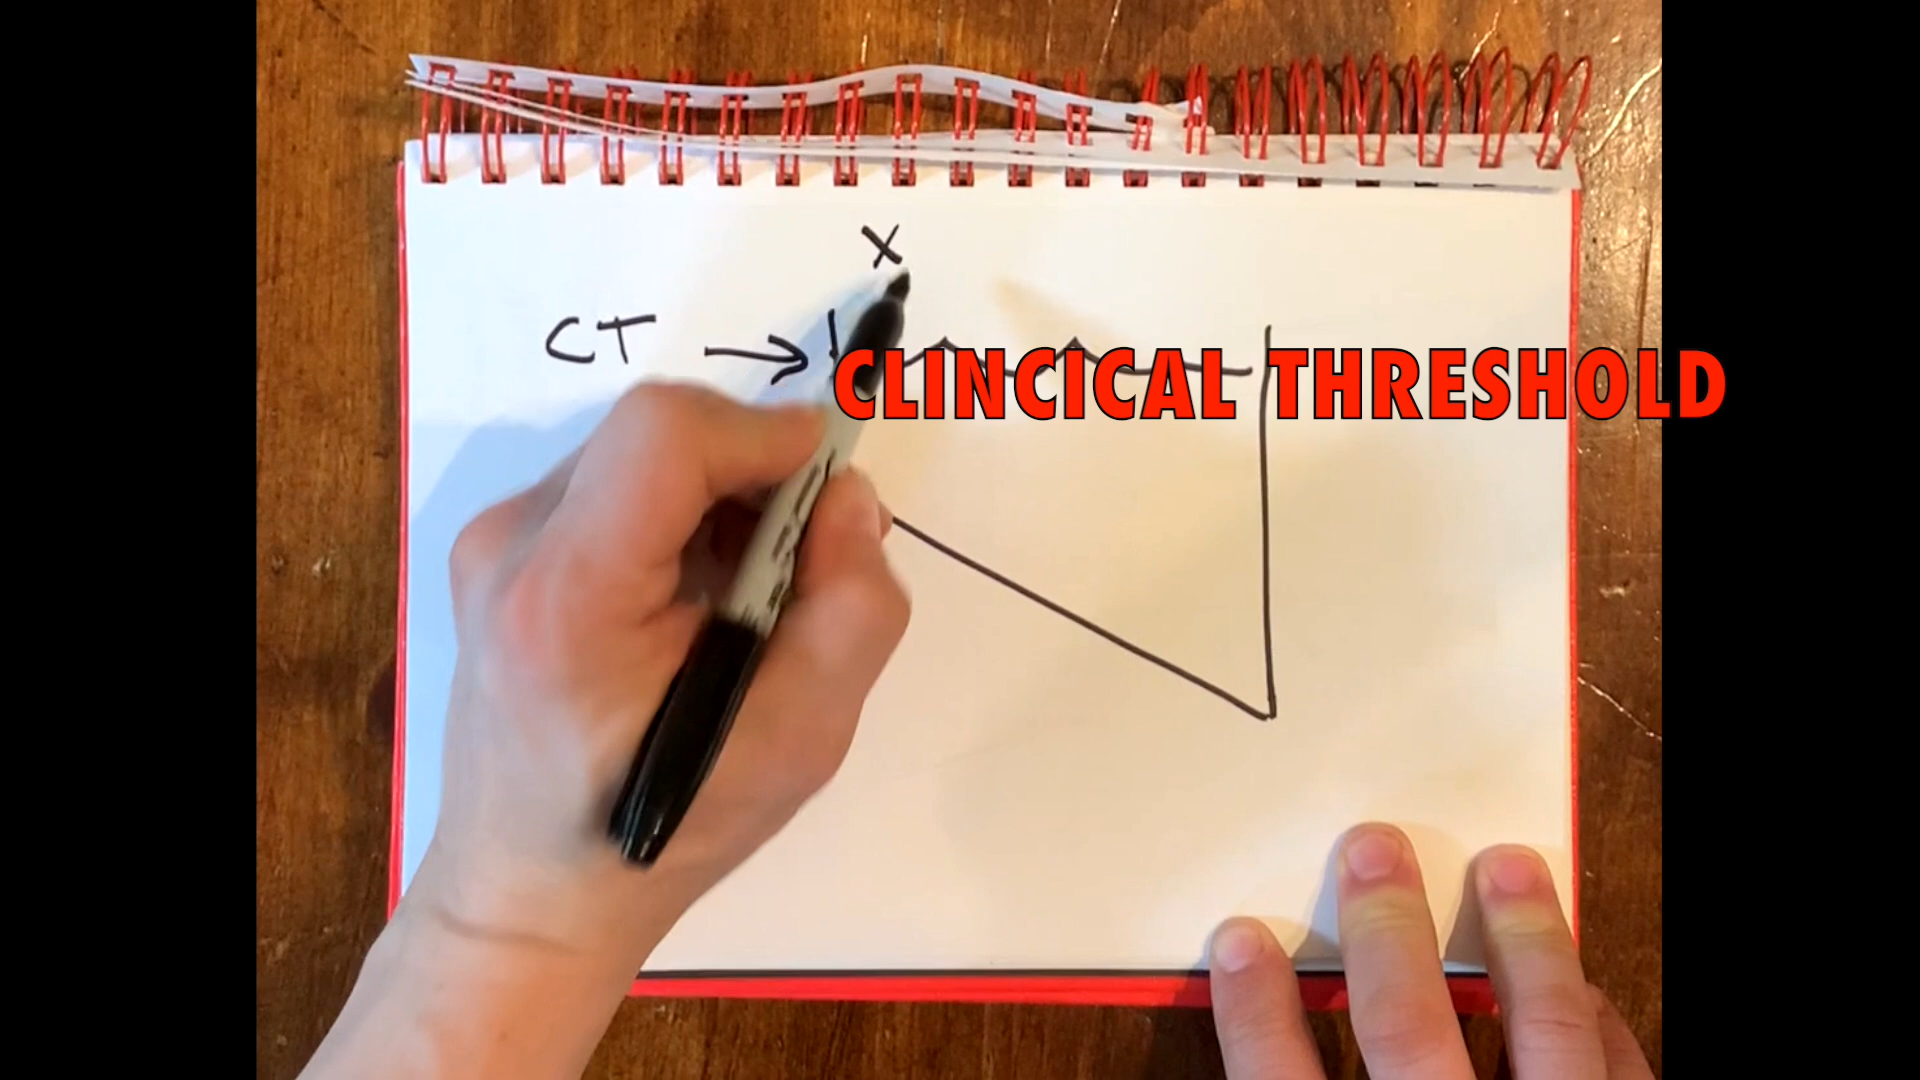 X
CT →
CLINCICAL THRESHOLD